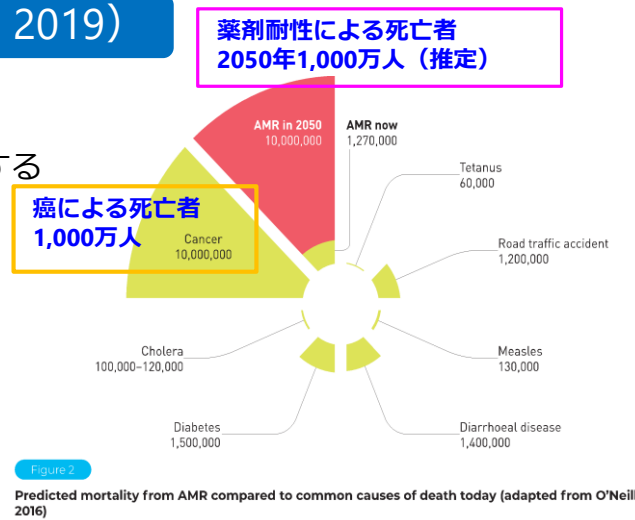 2019）
薬剤耐性による死亡者
2050年1,000万人（推定）
する
癌による死亡者
1,000万人
AMR in 2050
10,000,000
AMR now
1,270,000
Tetanus
60,000
Cancer
10,000,000
Road traffic accident
1,200,000
Cholera
100,000–120,000
Measles
130,000
Diabetes
1,500,000
Diarrhoeal disease
1,400,000
Figure 2
Predicted mortality from AMR compared to common causes of death today (adapted from O'Neill
2016)